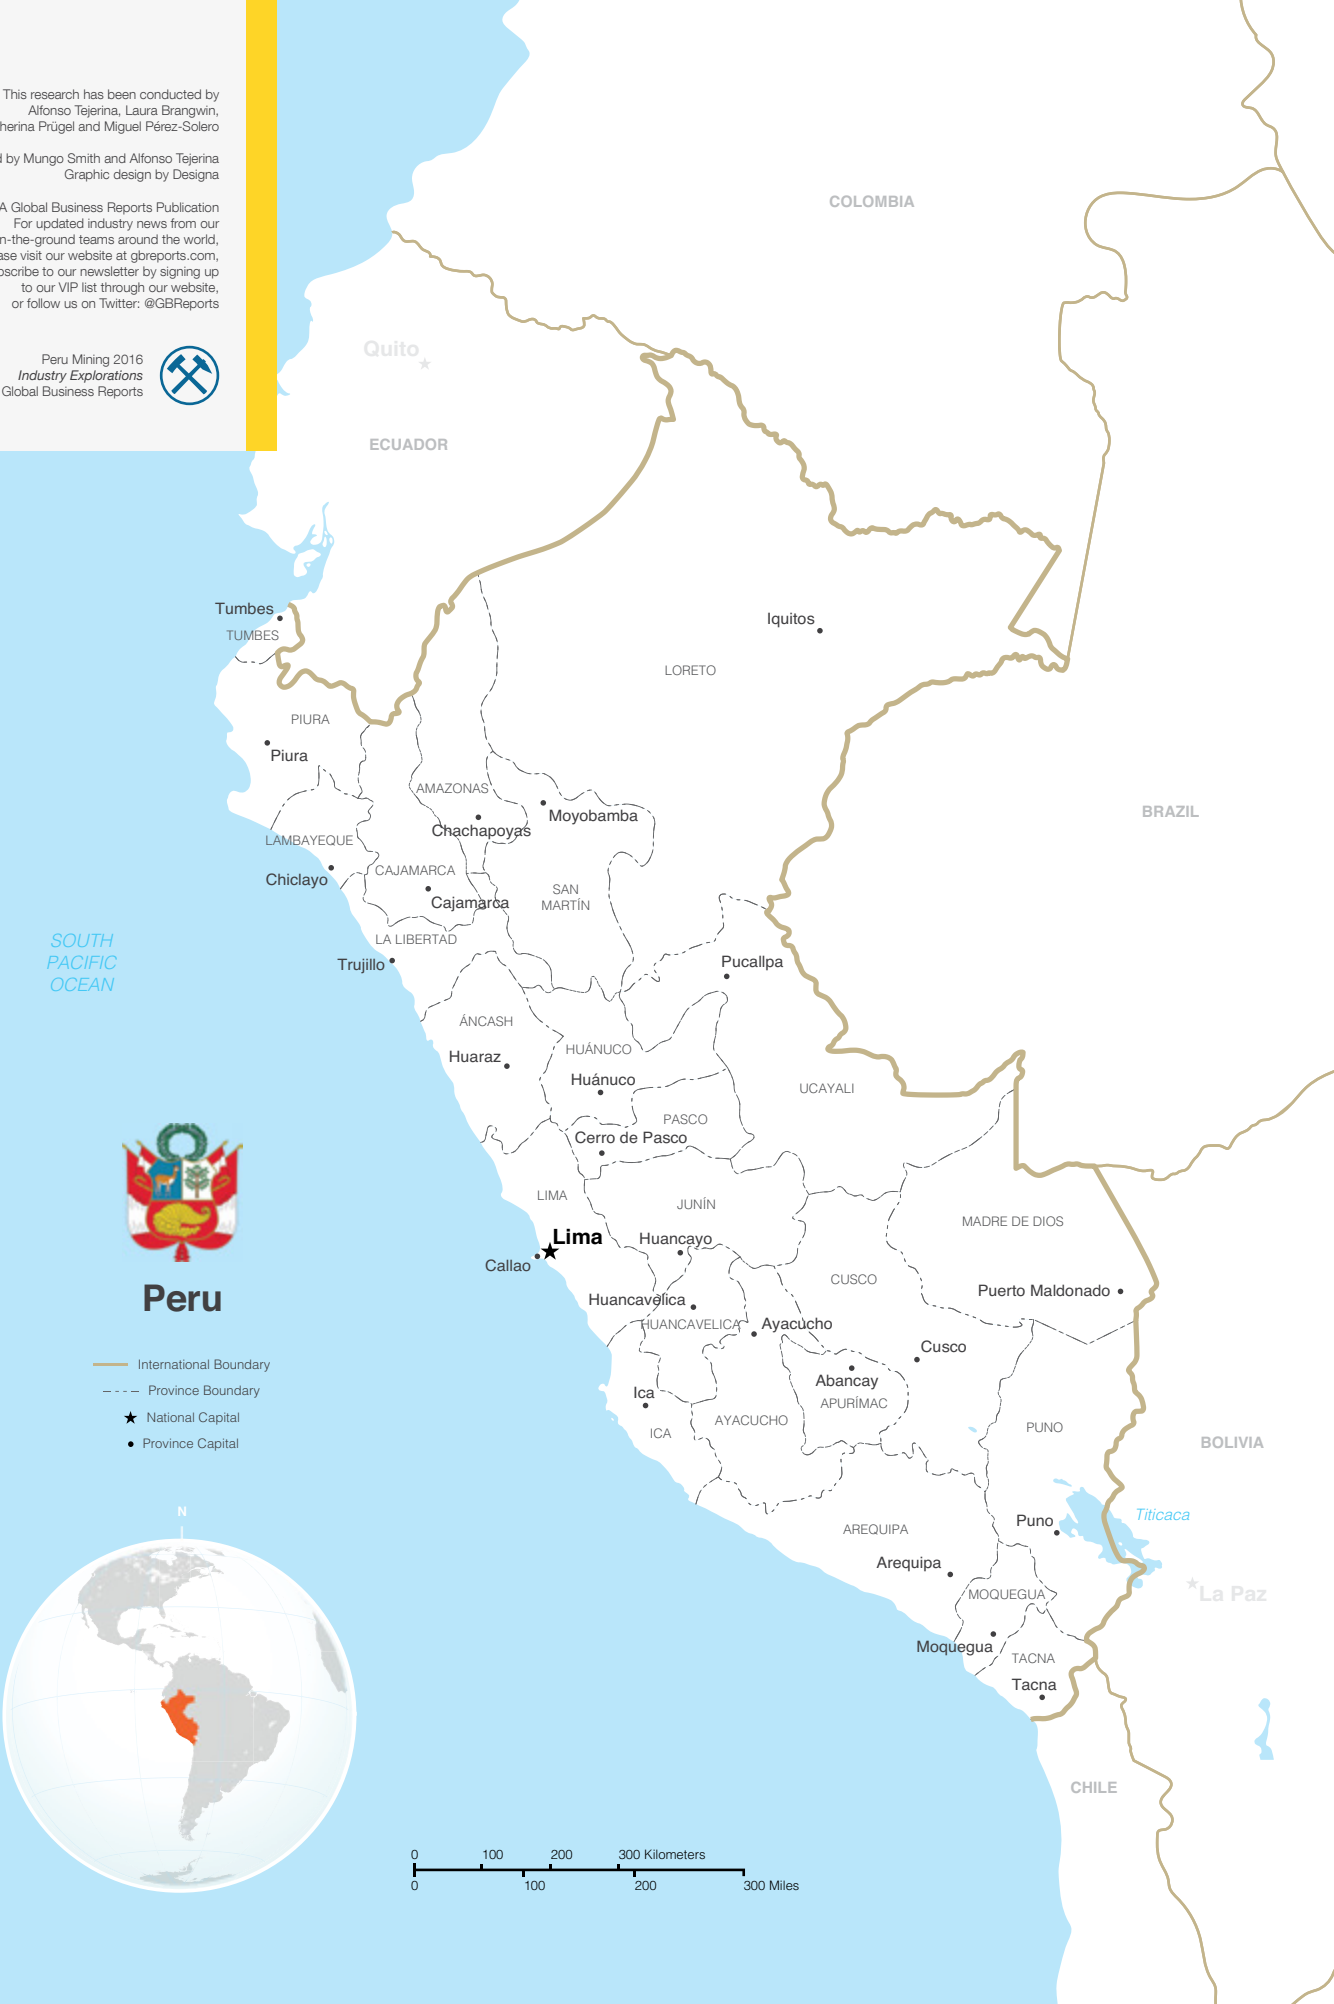 This research has been conducted by
Alfonso Tejerina, Laura Brangwin,
Prügel and Miguel Pérez-Solero
by Mungo Smith and Alfonso Tejerina
Graphic design by Designa
A Global Business Reports Publication
For updated industry news from our
-the-ground teams around the world,
visit our website at gbreports.com,
to our newsletter by signing up
to our VIP list through our website,
or follow us on Twitter: @GBReports
Peru Mining 2016
Industry Explorations
Global Business Reports
COLOMBIA
Quito
ECUADOR
Tumbes
TUMBES
Iquitos
LORETO
PIURA
Piura
AMAZONAS
Chachapoyas
Moyobamba
BRAZIL
LAMBAYEQUE
Chiclayo
CAJAMARCA
Cajamarca
SAN
MARTÍN
LA LIBERTAD
Trujillo
SOUTH
PACIFIC
OCEAN
Pucallpa
ÁNCASH
Huaraz
HUÁNUCO
Huánuco
UCAYALI
PASCO
Cerro de Pasco
LIMA
JUNÍN
MADRE DE DIOS
Lima
Callao
Huancayo
CUSCO
Puerto Maldonado
Huancavelica
HUANCAVELICA
Ayacucho
Cusco
Abancay
APURÍMAC
Ica
ICA
AYACUCHO
PUNO
BOLIVIA
Titicaca
Puno
AREQUIPA
Arequipa
La Paz
MOQUEGUA
Moquegua
TACNA
Tacna
CHILE
Peru
International Boundary
Province Boundary
National Capital
Province Capital
N
0 100 200 300 Kilometers
0 100 200 300 Miles